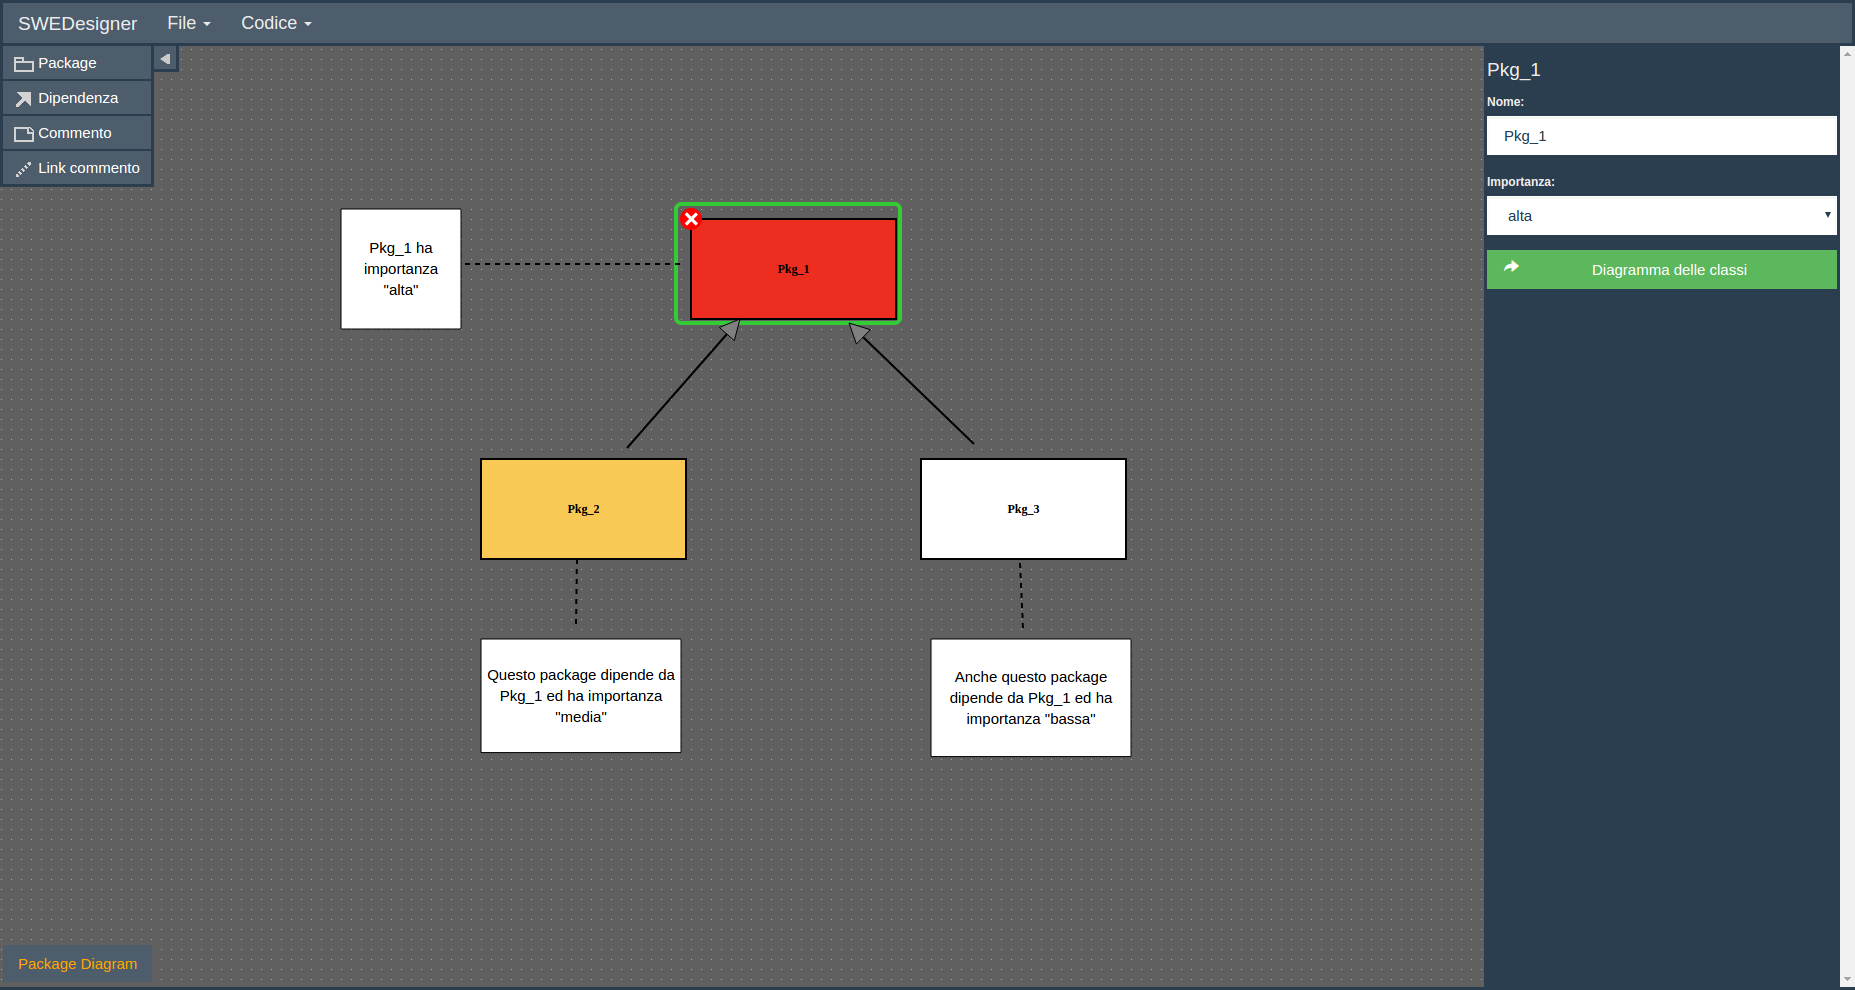 SWEDesigner File Codice
Package
Dipendenza
Commento
Link commento
Pkg_1 ha
importanza
"alta"
Pkg_1
Pkg_2
Pkg_3
Questo package dipende da
Pkg_1 ed ha importanza
"media"
Anche questo package
dipende da Pkg_1 ed ha
importanza "bassa"
Package Diagram
Pkg_1
Nome:
Pkg_1
Importanza:
alta
Diagramma delle classi